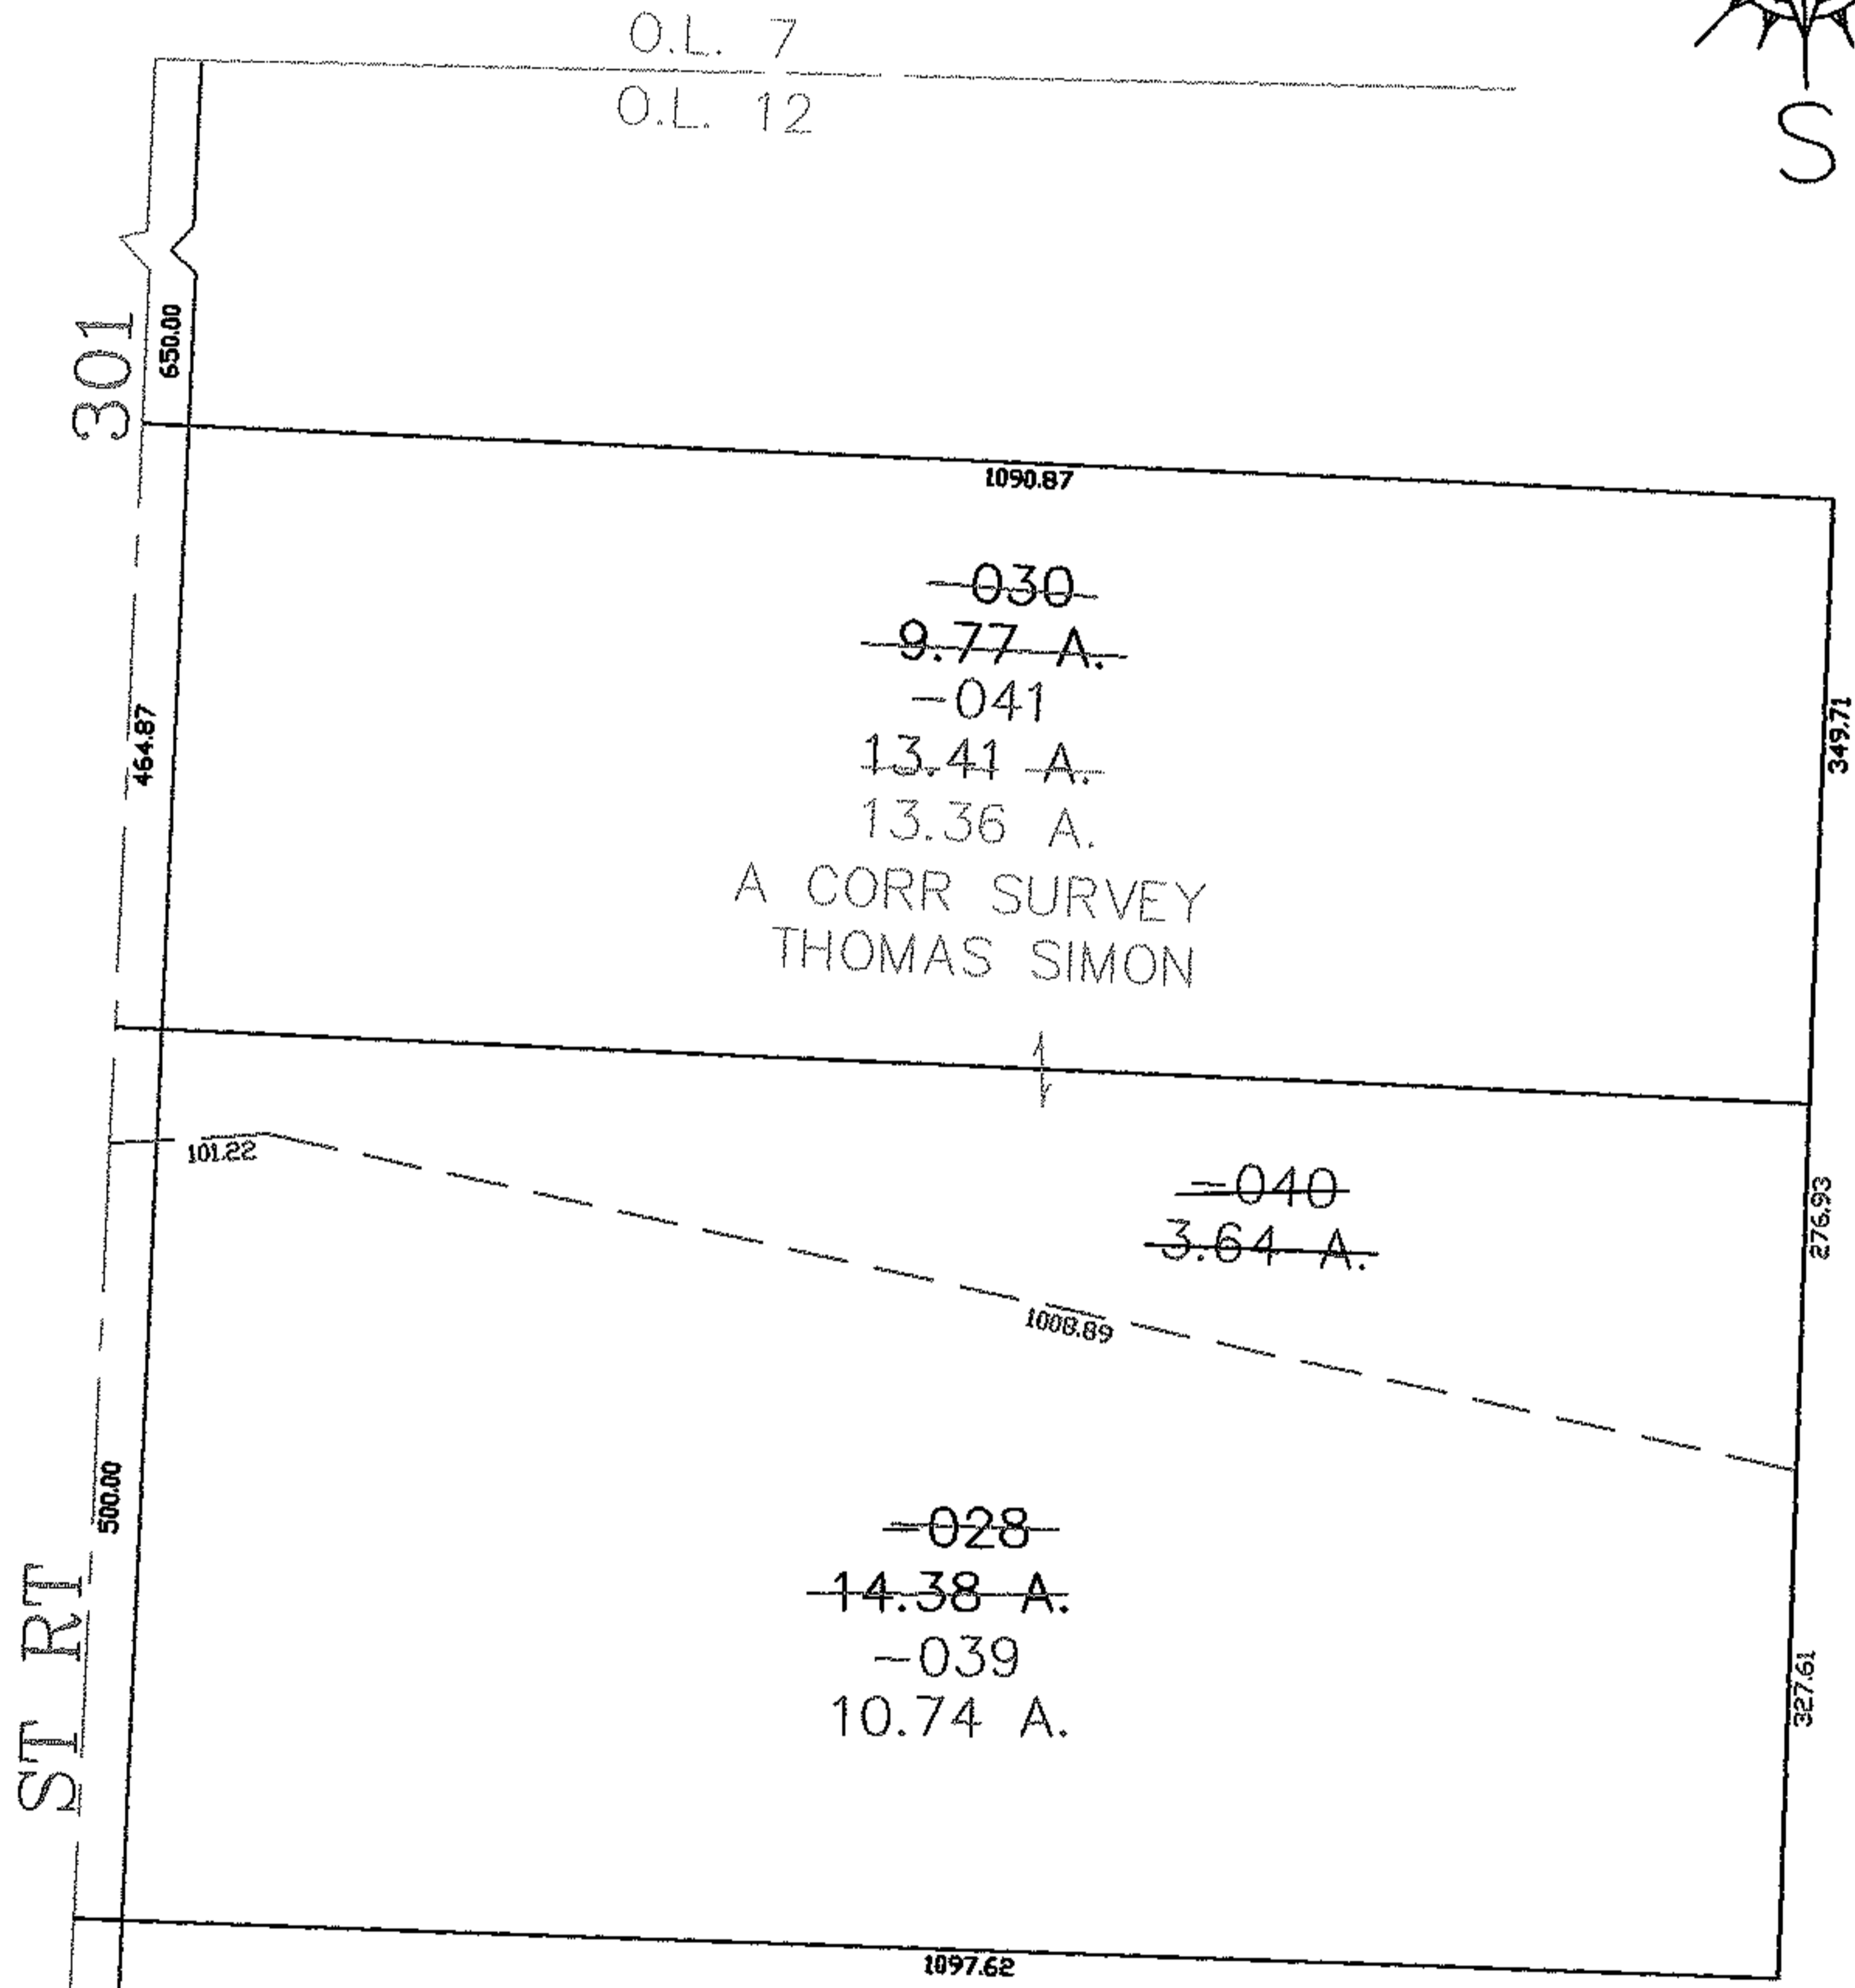 O.L. 7
O.L. 12
S
301
650.00
1090.87
-030
9.77 A.
-041
13.41 A.
13.36 A.
A CORR SURVEY
THOMAS SIMON
464.87
349.71
101.22
-040
3.64 A.
276.93
1008.89
500.00
-028
14.38 A.
-039
10.74 A.
ST RT
327.61
1097.62